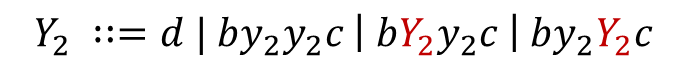 Y₂ ::= d | by₂y₂c | bY₂y₂c | by₂Y₂c